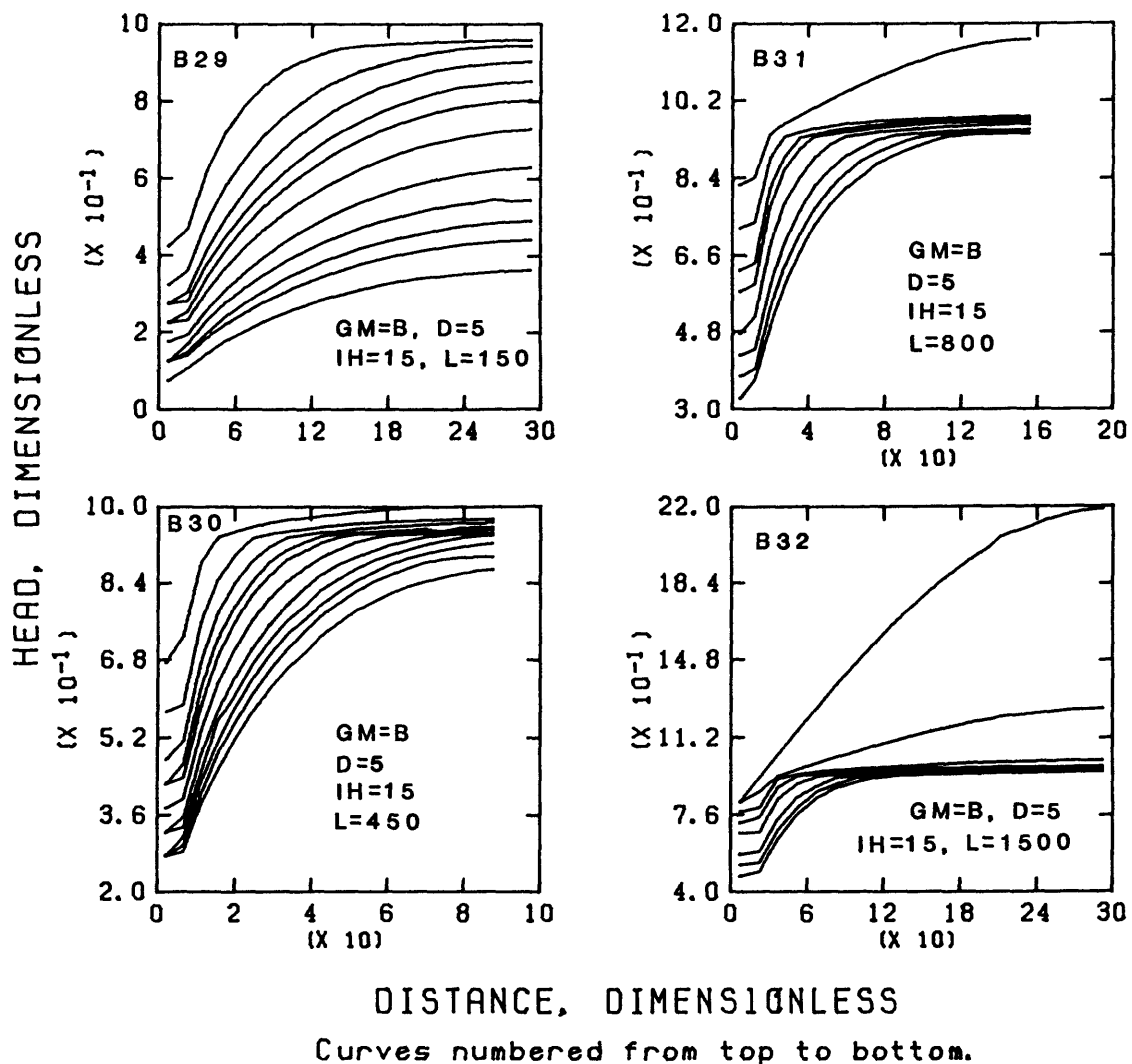 HEAD, DIMENSIONLESS
B29
10
8
6
4
2
0
(X 10⁻¹)
GM=B, D=5
IH=15, L=150
0 6 12 18 24 30
B31
12.0
10.2
8.4
6.6
4.8
3.0
(X 10⁻¹)
GM=B
D=5
IH=15
L=800
0 4 8 12 16 20
(X 10)
B30
10.0
8.4
6.8
5.2
3.6
2.0
(X 10⁻¹)
GM=B
D=5
IH=15
L=450
0 2 4 6 8 10
(X 10)
B32
22.0
18.4
14.8
11.2
7.6
4.0
(X 10⁻¹)
GM=B, D=5
IH=15, L=1500
0 6 12 18 24 30
(X 10)
DISTANCE, DIMENSIONLESS
Curves numbered from top to bottom.